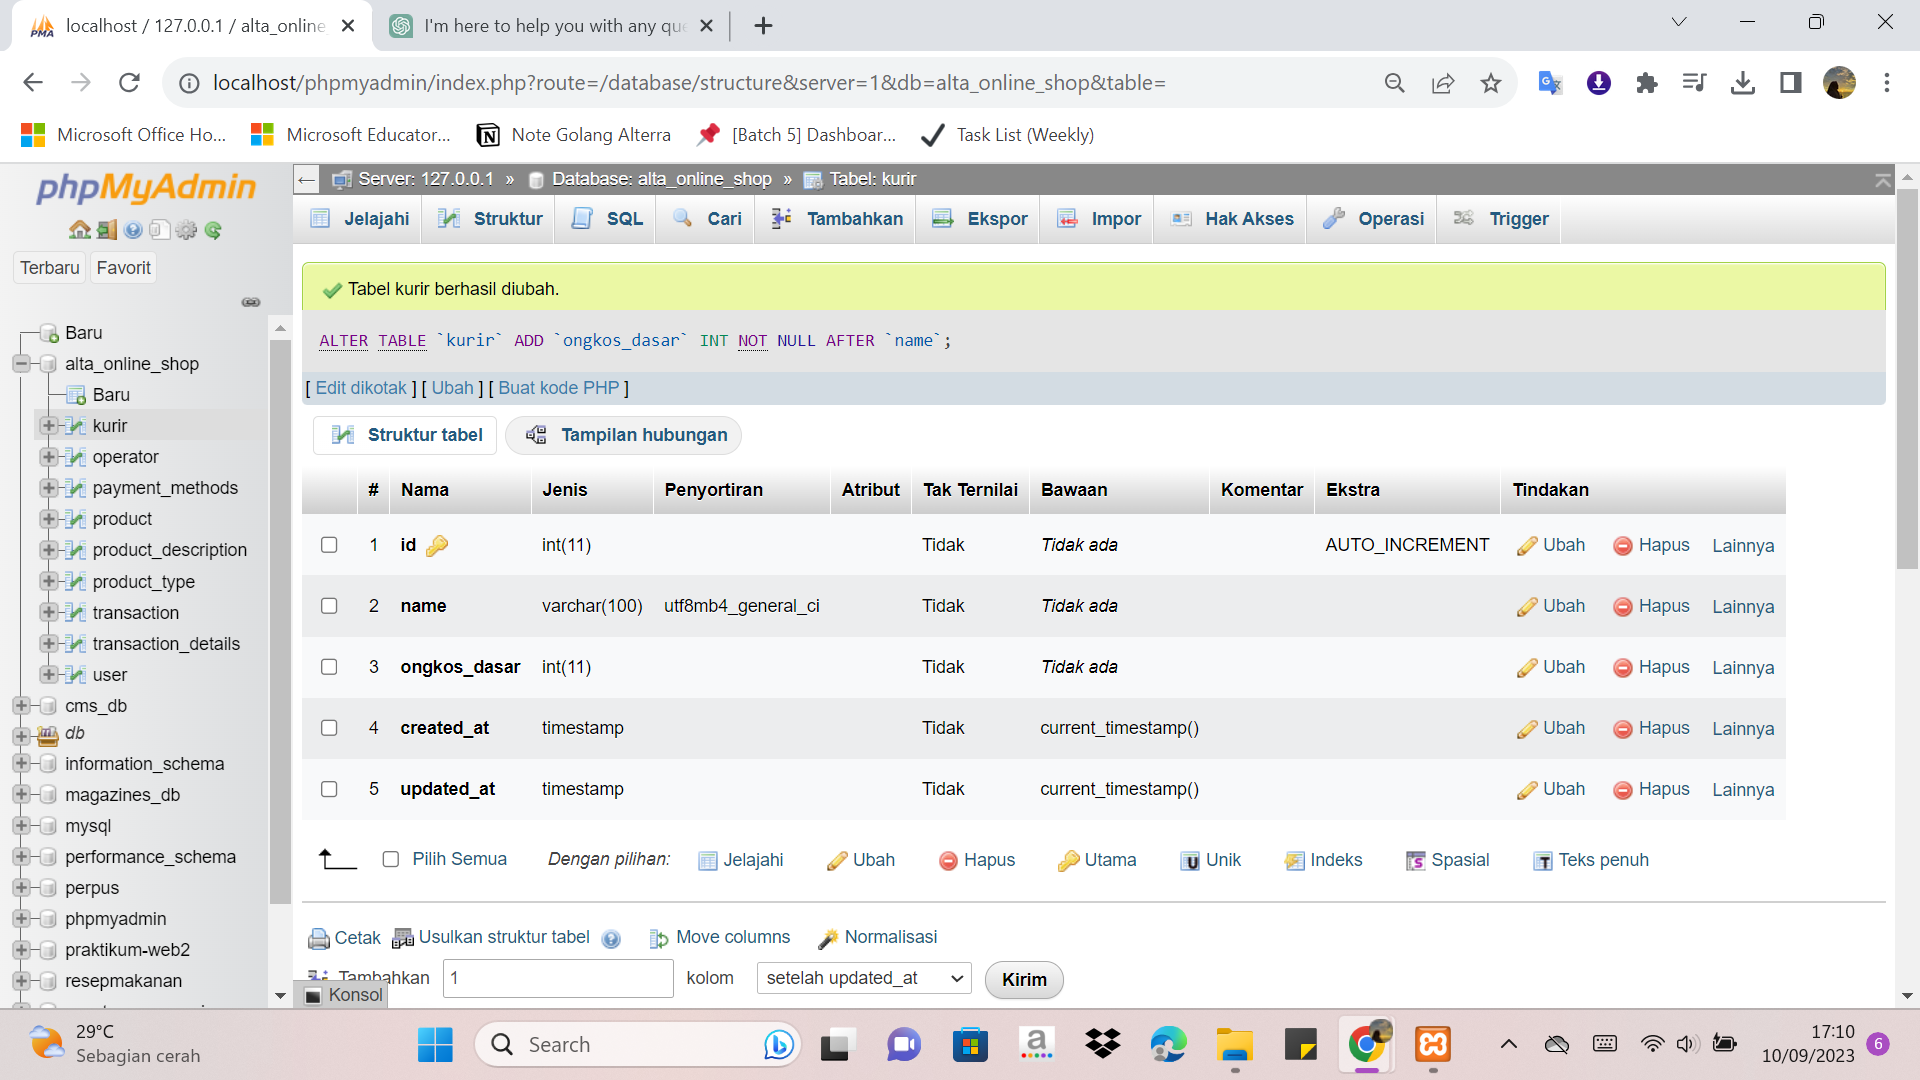 localhost / 127.0.0.1 / alta_online
I'm here to help you with any que
localhost/phpmyadmin/index.php?route=/database/structure&server=1&db=alta_online_shop&table=
Microsoft Office Ho...
Microsoft Educator...
Note Golang Alterra
[Batch 5] Dashboar...
Task List (Weekly)
phpMyAdmin
Terbaru
Favorit
Baru
alta_online_shop
Baru
kurir
operator
payment_methods
product
product_description
product_type
transaction
transaction_details
user
cms_db
db
information_schema
magazines_db
mysql
performance_schema
perpus
phpmyadmin
praktikum-web2
resepmakanan
Server: 127.0.0.1 » Database: alta_online_shop » Tabel: kurir
Jelajahi Struktur SQL Cari Tambahkan Ekspor Impor Hak Akses Operasi Trigger
Tabel kurir berhasil diubah.
ALTER TABLE `kurir` ADD `ongkos_dasar` INT NOT NULL AFTER `name`;
[ Edit dikotak ] [ Ubah ] [ Buat kode PHP ]
Struktur tabel Tampilan hubungan
# Nama Jenis Penyortiran Atribut Tak Ternilai Bawaan Komentar Ekstra Tindakan
1 id int(11) Tidak Tidak ada AUTO_INCREMENT Ubah Hapus Lainnya
2 name varchar(100) utf8mb4_general_ci Tidak Tidak ada Ubah Hapus Lainnya
3 ongkos_dasar int(11) Tidak Tidak ada Ubah Hapus Lainnya
4 created_at timestamp Tidak current_timestamp() Ubah Hapus Lainnya
5 updated_at timestamp Tidak current_timestamp() Ubah Hapus Lainnya
Pilih Semua Dengan pilihan: Jelajahi Ubah Hapus Utama Unik Indeks Spasial Teks penuh
Cetak Usulkan struktur tabel Move columns Normalisasi
Tambahkan 1 kolom setelah updated_at Kirim
Konsol
29°C
Sebagian cerah
Search
17:10
10/09/2023
6